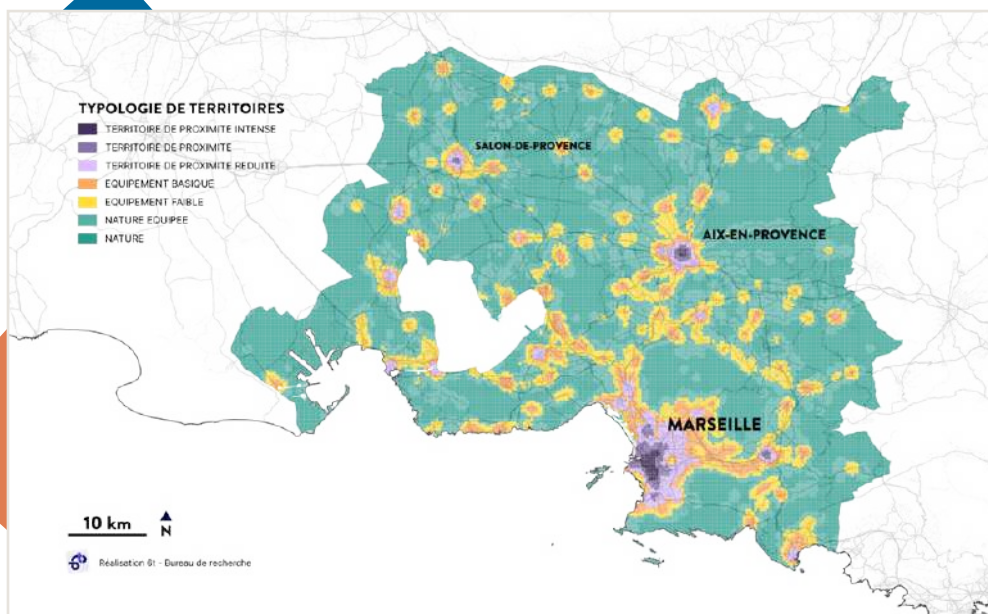 TYPOLOGIE DE TERRITOIRES
TERRITOIRE DE PROXIMITE INTENSE
TERRITOIRE DE PROXIMITE
TERRITOIRE DE PROXIMITE REDUITE
EQUIPEMENT BASIQUE
EQUIPEMENT FAIBLE
NATURE EQUIPEE
NATURE
SALON-DE-PROVENCE
AIX-EN-PROVENCE
MARSEILLE
10 km
N
Réalisation 6t - Bureau de recherche